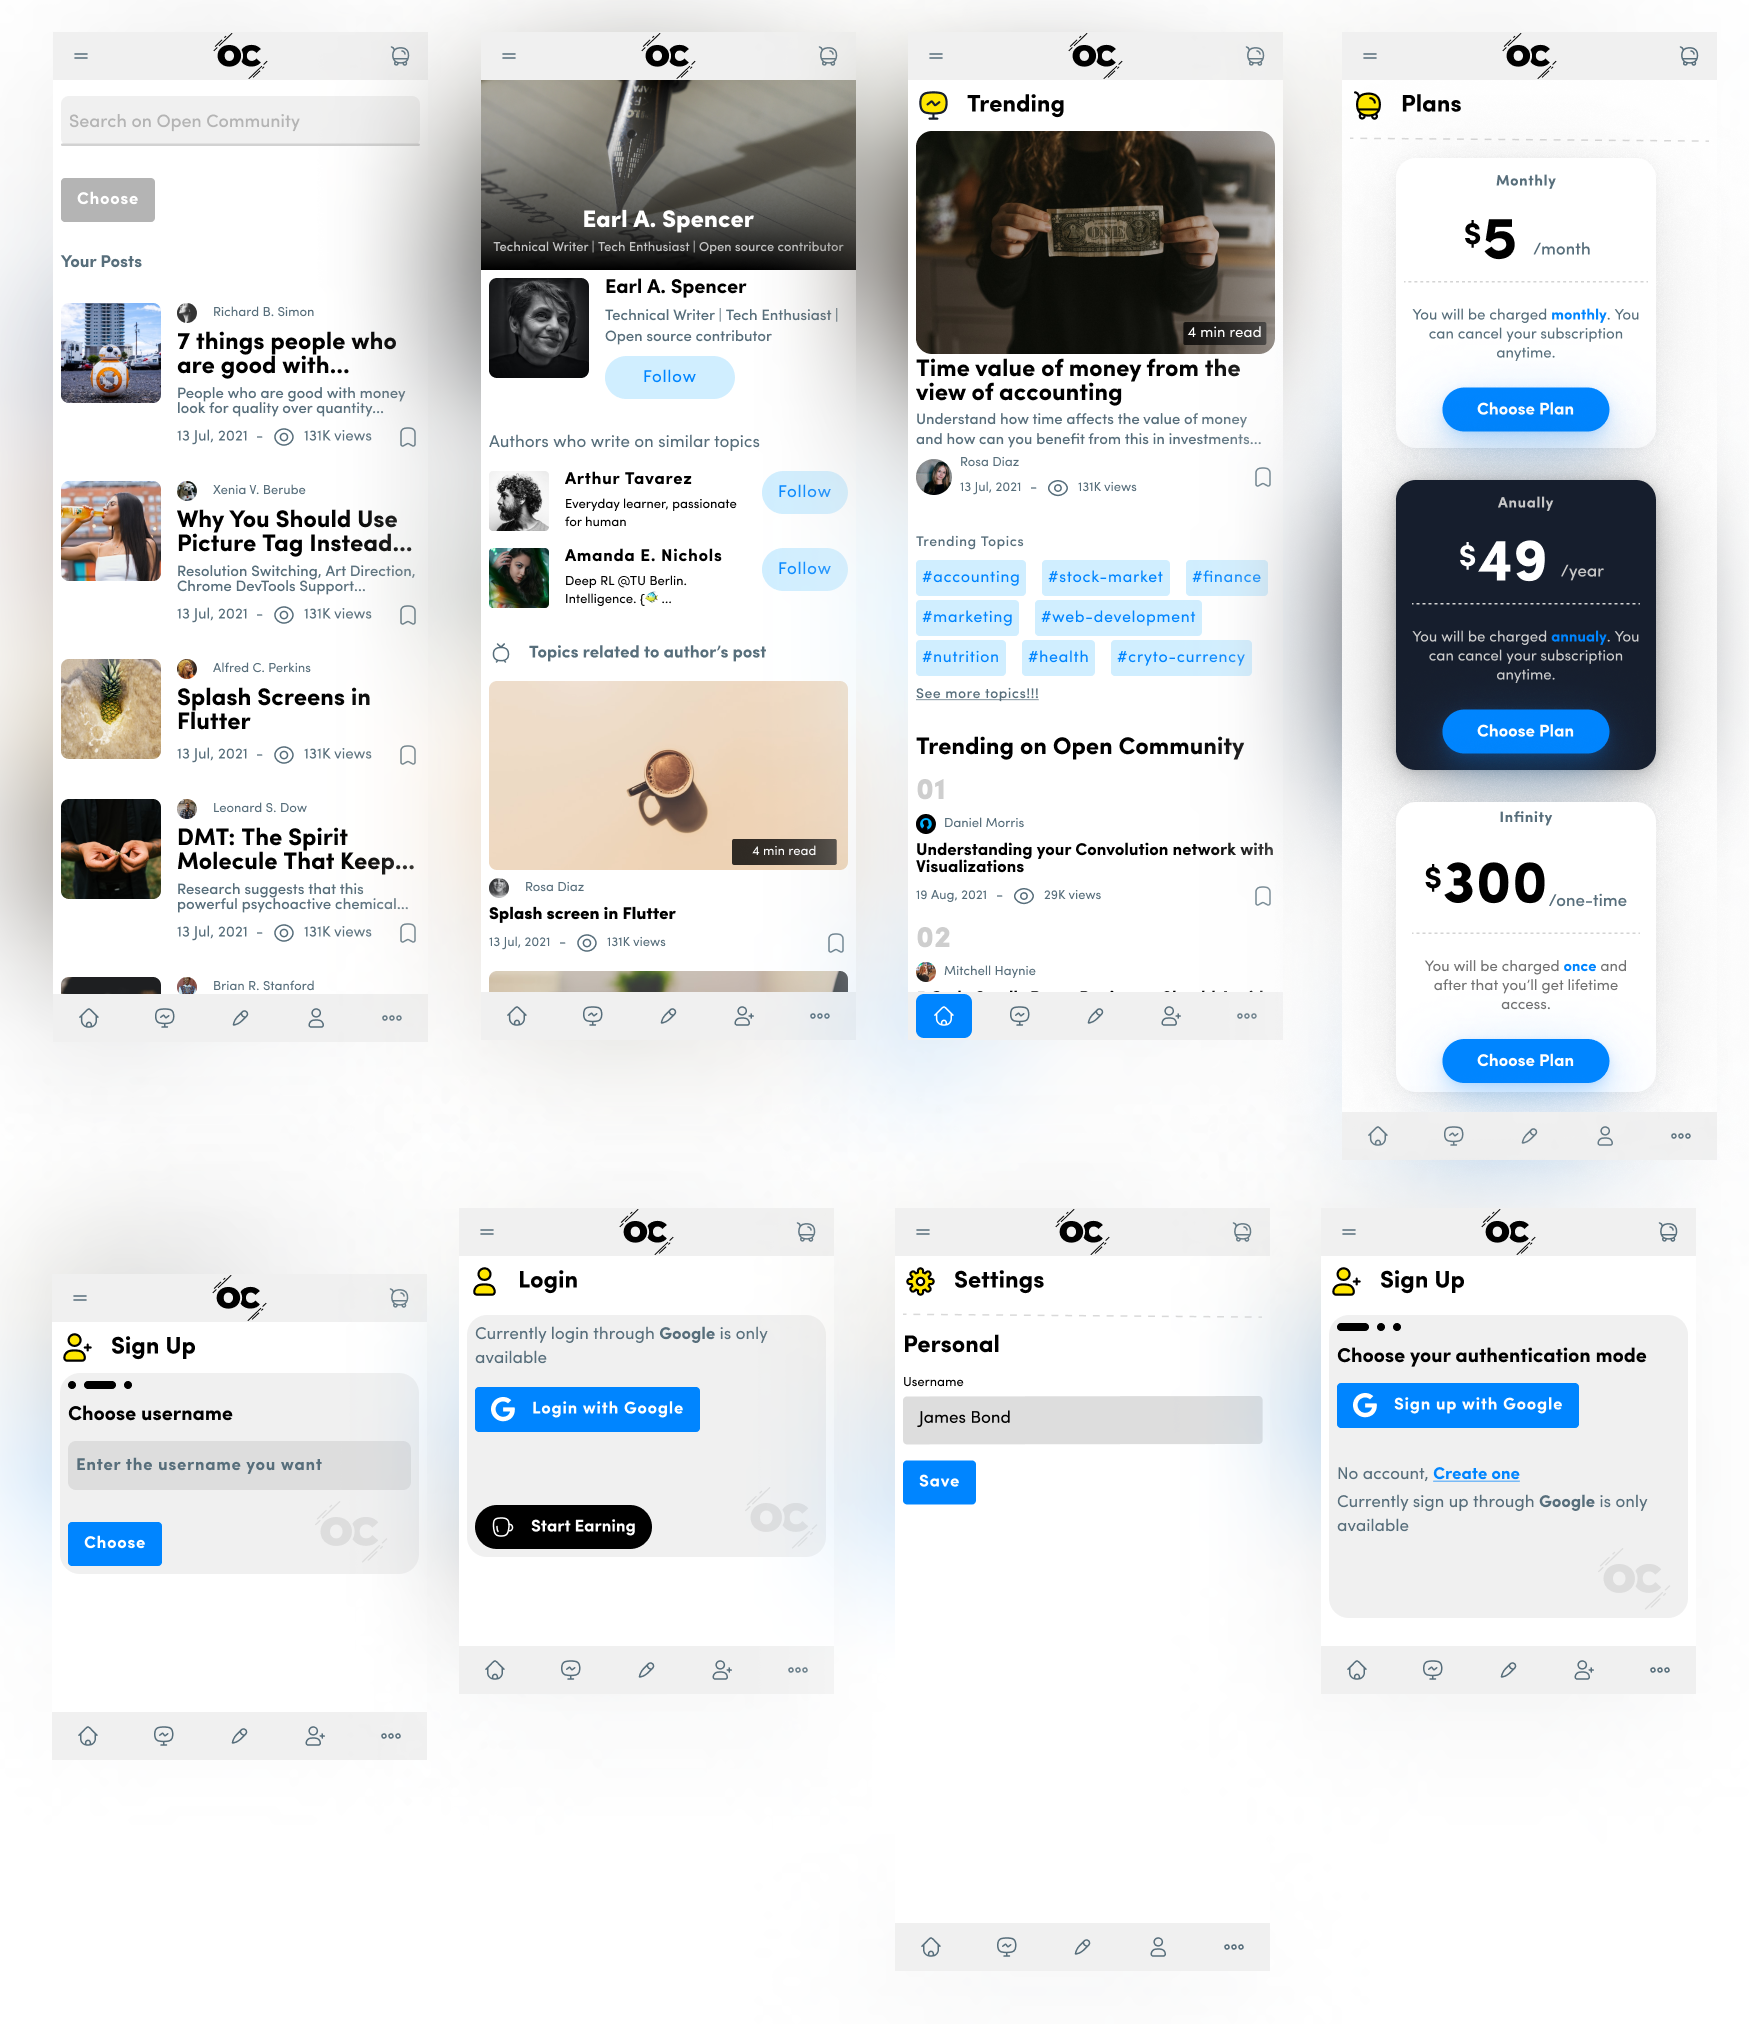 OC
Search on Open Community
Choose
Your Posts
Richard B. Simon
7 things people who
are good with...
People who are good with money
look for quality over quantity...
13 Jul, 2021 - 131K views
Xenia V. Berube
Why You Should Use
Picture Tag Instead...
Resolution Switching, Art Direction,
Chrome DevTools Support...
13 Jul, 2021 - 131K views
Alfred C. Perkins
Splash Screens in
Flutter
13 Jul, 2021 - 131K views
Leonard S. Dow
DMT: The Spirit
Molecule That Keep...
Research suggests that this
powerful psychoactive chemical...
13 Jul, 2021 - 131K views
Brian R. Stanford
OC
Earl A. Spencer
Technical Writer | Tech Enthusiast | Open source contributor
Earl A. Spencer
Technical Writer | Tech Enthusiast |
Open source contributor
Follow
Authors who write on similar topics
Arthur Tavarez
Everyday learner, passionate
for human
Follow
Amanda E. Nichols
Deep RL @TU Berlin.
Intelligence. {🐠 ...
Follow
Topics related to author's post
4 min read
Rosa Diaz
Splash screen in Flutter
13 Jul, 2021 - 131K views
OC
Trending
ONE
4 min read
Time value of money from the
view of accounting
Understand how time affects the value of money
and how can you benefit from this in investments...
Rosa Diaz
13 Jul, 2021 - 131K views
Trending Topics
#accounting #stock-market #finance
#marketing #web-development
#nutrition #health #cryto-currency
See more topics!!!
Trending on Open Community
01
Daniel Morris
Understanding your Convolution network with
Visualizations
19 Aug, 2021 - 29K views
02
Mitchell Haynie
OC
Plans
Monthly
$5 /month
You will be charged monthly. You
can cancel your subscription
anytime.
Choose Plan
Anually
$49 /year
You will be charged annualy. You
can cancel your subscription
anytime.
Choose Plan
Infinity
$300 /one-time
You will be charged once and
after that you'll get lifetime
access.
Choose Plan
OC
Sign Up
Choose username
Enter the username you want
Choose
OC
OC
Login
Currently login through Google is only
available
Login with Google
Start Earning
OC
OC
Settings
Personal
Username
James Bond
Save
OC
Sign Up
Choose your authentication mode
Sign up with Google
No account, Create one
Currently sign up through Google is only
available
OC